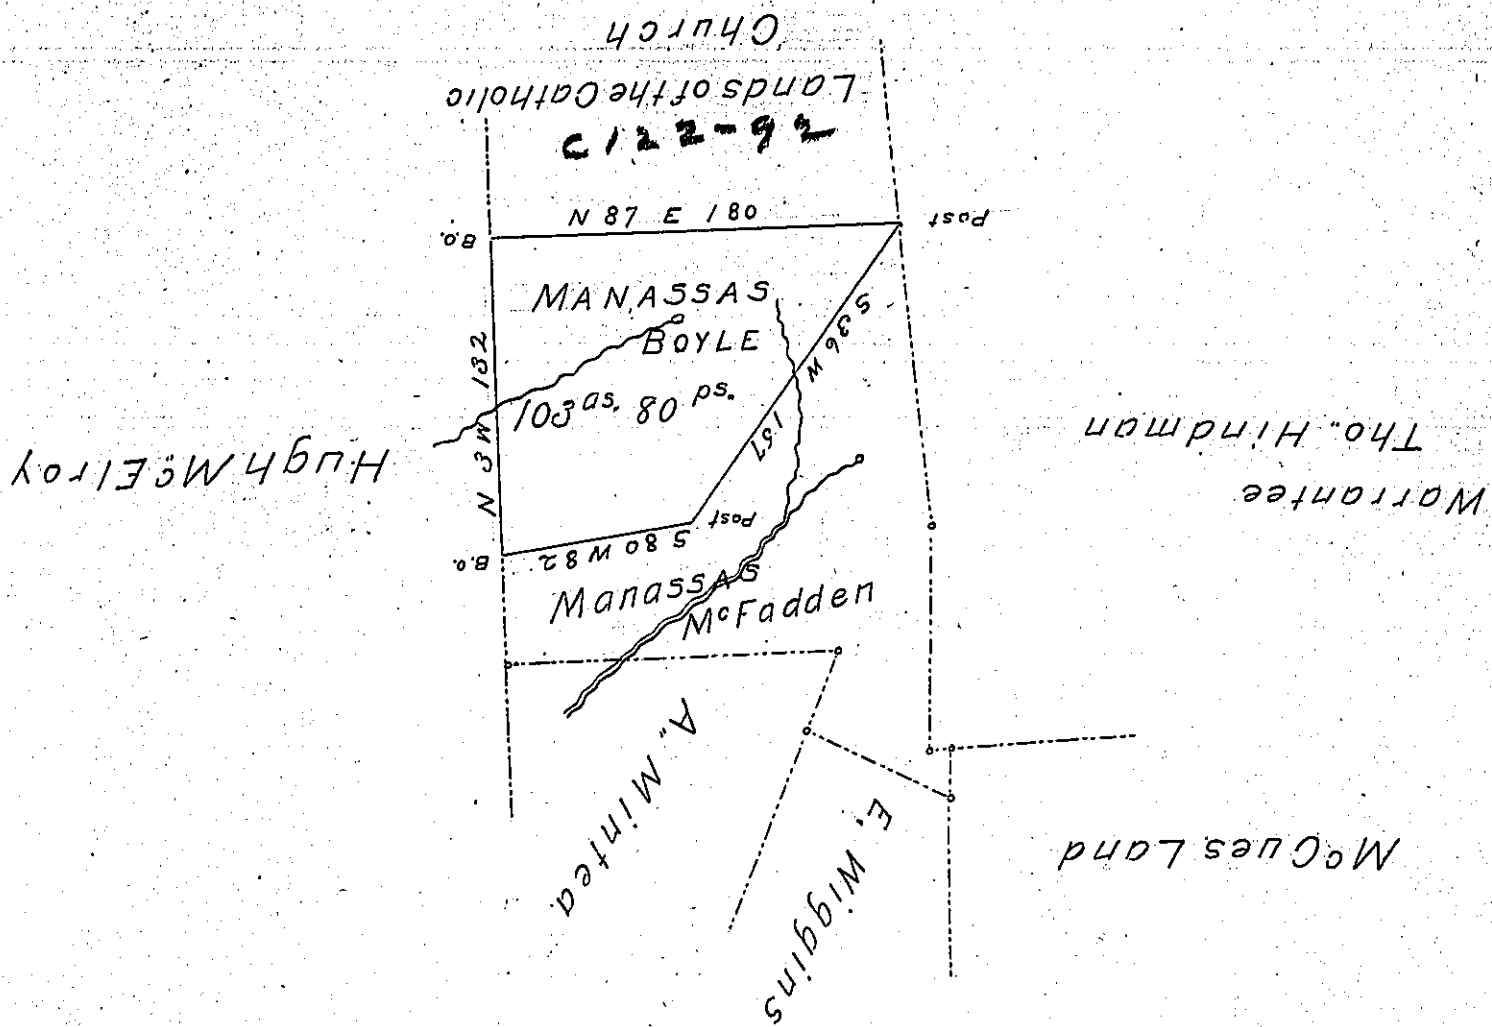 Church
Lands of the Catholic
C122-92
N 87 E 180
Post
B.O.
MANASSAS
BOYLE
103 as. 80 ps.
S 36 W 157
N 3 W 132
Hugh McElroy
Tho. Hindman
Warrantee
Post
S 80 W 82
B.O.
Manassas
McFadden
A. Mintea
E. Wiggins
McCues Land